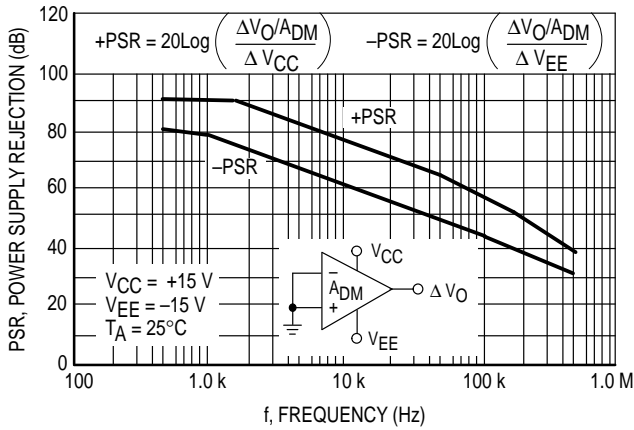 120
100
80
60
40
20
0
PSR, POWER SUPPLY REJECTION (dB)
+PSR = 20Log ( ΔVO/ADM / Δ VCC )
–PSR = 20Log ( ΔVO/ADM / Δ VEE )
+PSR
–PSR
VCC = +15 V
VEE = –15 V
TA = 25°C
VCC
–
ADM
+
Δ VO
VEE
100 1.0 k 10 k 100 k 1.0 M
f, FREQUENCY (Hz)